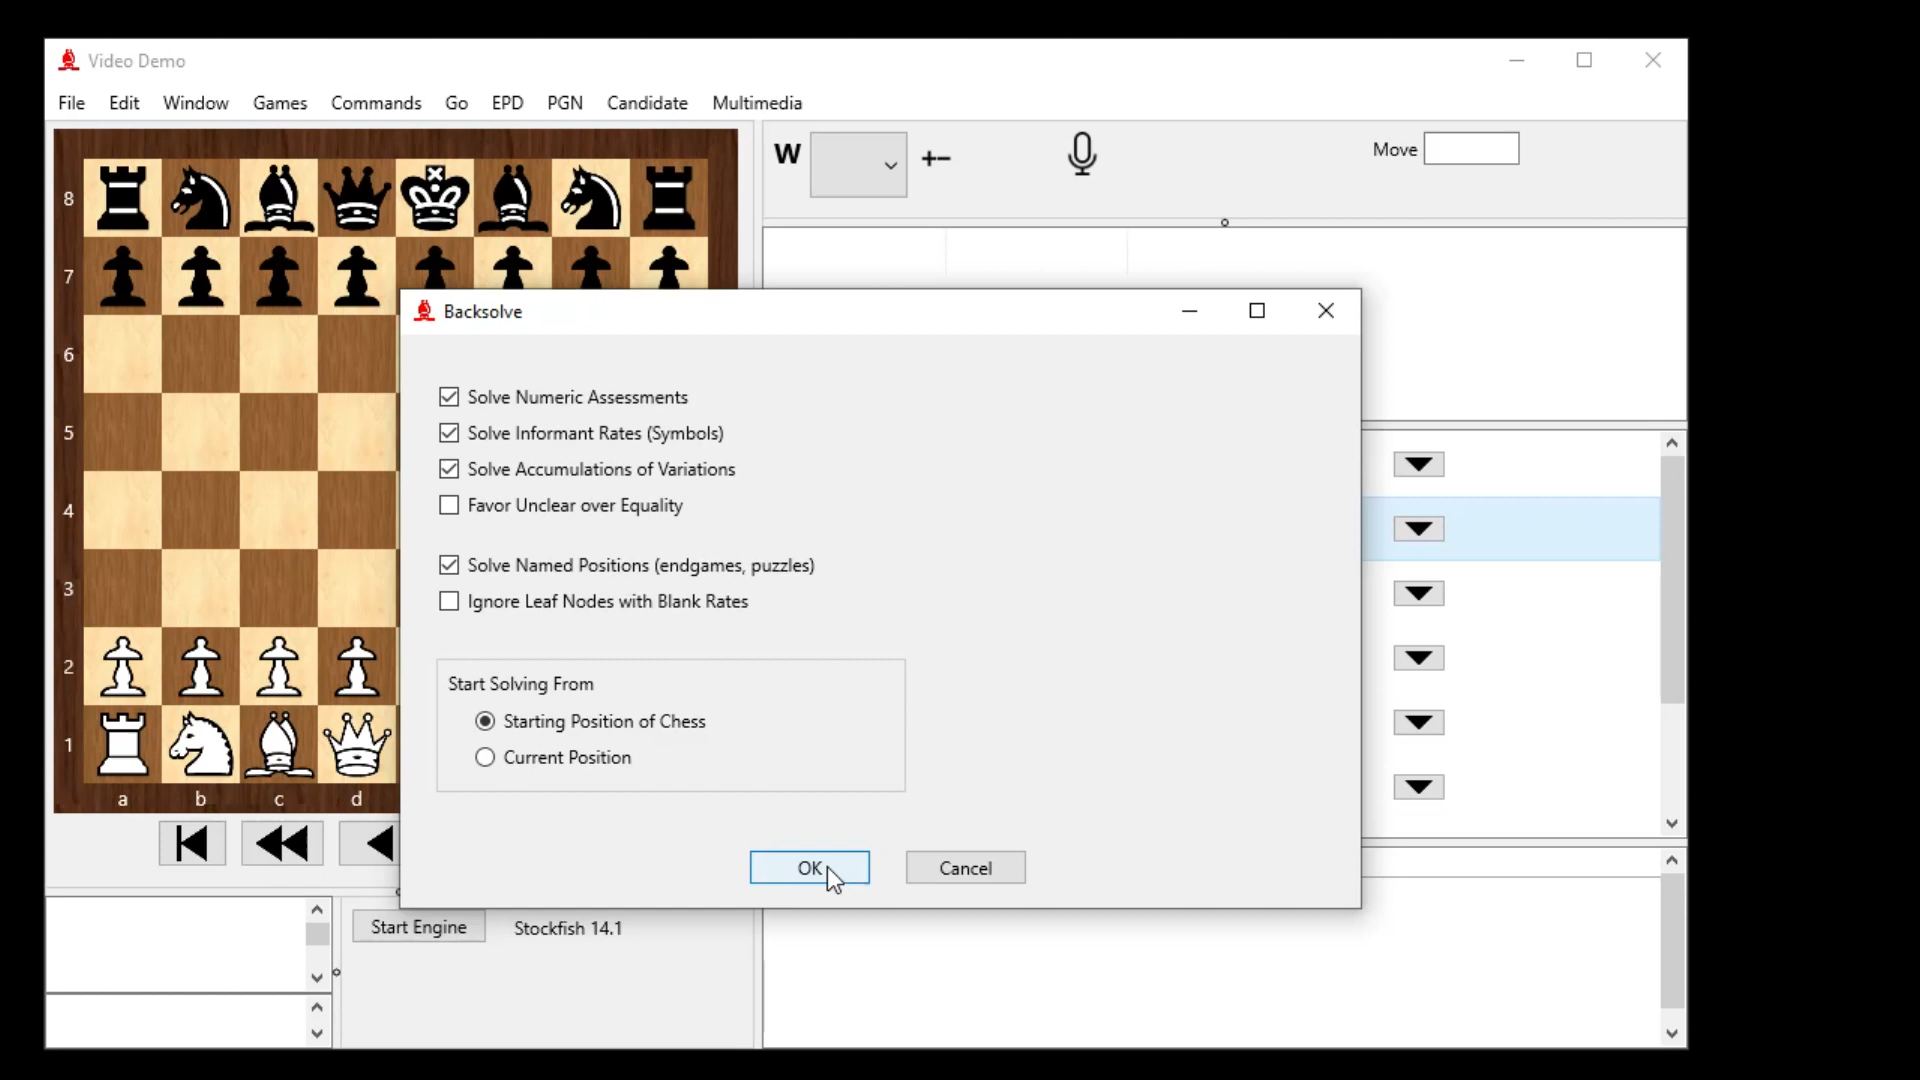 Video Demo
File Edit Window Games Commands Go EPD PGN Candidate Multimedia
W
+−
Move
8
7
6
5
4
3
2
1
a b c d
Backsolve
Solve Numeric Assessments
Solve Informant Rates (Symbols)
Solve Accumulations of Variations
Favor Unclear over Equality
Solve Named Positions (endgames, puzzles)
Ignore Leaf Nodes with Blank Rates
Start Solving From
Starting Position of Chess
Current Position
OK Cancel
Start Engine Stockfish 14.1